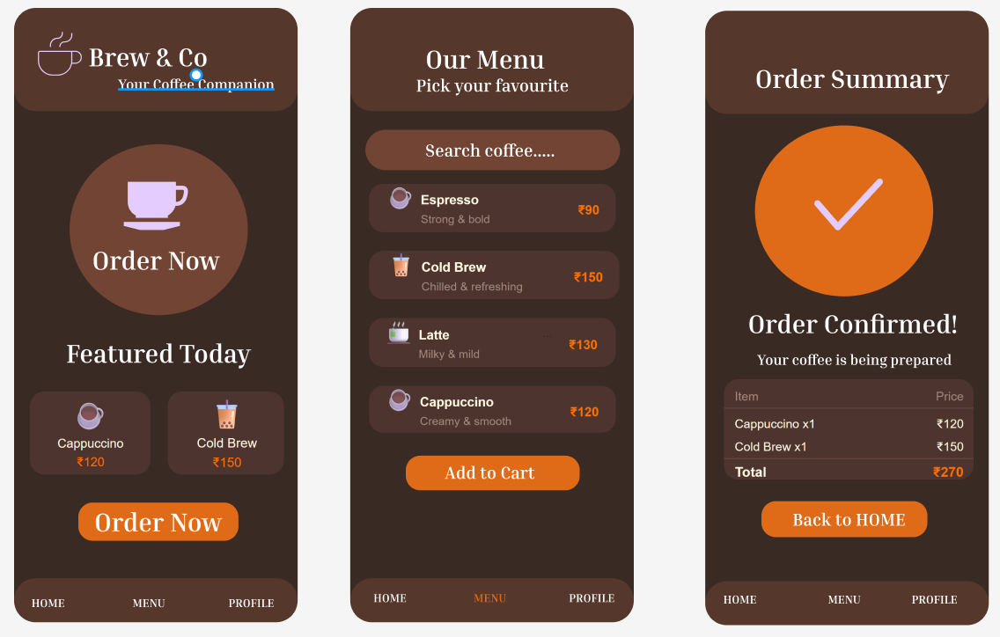 Brew & Co
Your Coffee Companion
Order Now
Featured Today
Cappuccino
₹120
Cold Brew
₹150
Order Now
HOME MENU PROFILE
Our Menu
Pick your favourite
Search coffee.....
Espresso
Strong & bold
₹90
Cold Brew
Chilled & refreshing
₹150
Latte
Milky & mild
₹130
Cappuccino
Creamy & smooth
₹120
Add to Cart
HOME MENU PROFILE
Order Summary
Order Confirmed!
Your coffee is being prepared
Item Price
Cappuccino x1 ₹120
Cold Brew x1 ₹150
Total ₹270
Back to HOME
HOME MENU PROFILE